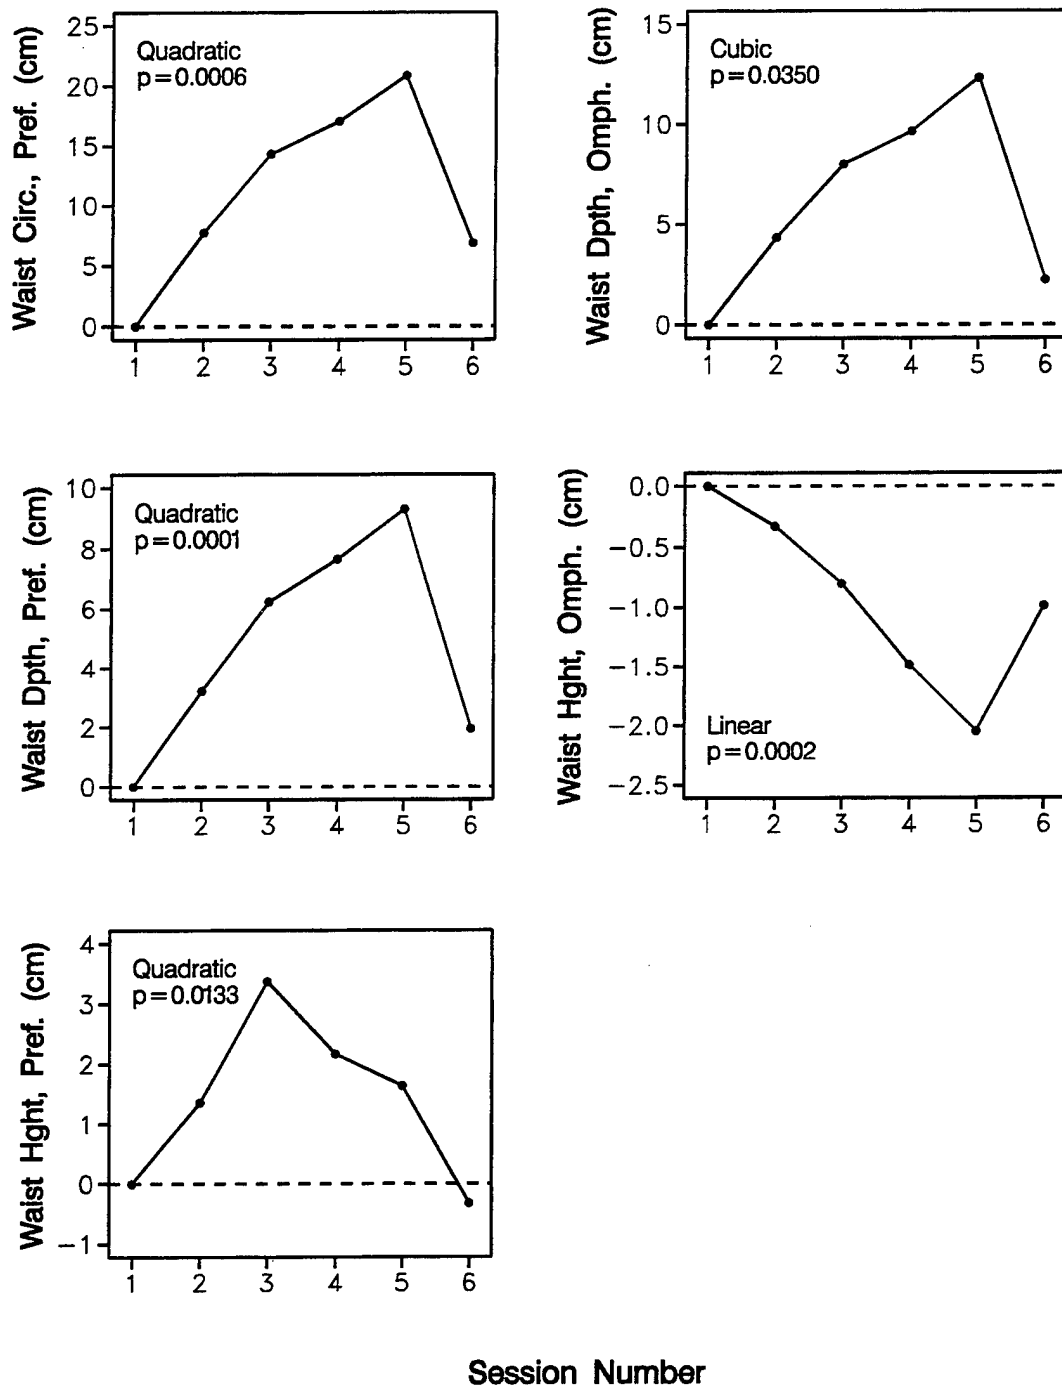 Waist Circ., Pref. (cm)
25
20
15
10
5
0
Quadratic
p=0.0006
1 2 3 4 5 6
Waist Dpth, Omph. (cm)
15
10
5
0
Cubic
p=0.0350
1 2 3 4 5 6
Waist Dpth, Pref. (cm)
10
8
6
4
2
0
Quadratic
p=0.0001
1 2 3 4 5 6
Waist Hght, Omph. (cm)
0.0
-0.5
-1.0
-1.5
-2.0
-2.5
Linear
p=0.0002
1 2 3 4 5 6
Waist Hght, Pref. (cm)
4
3
2
1
0
-1
Quadratic
p=0.0133
1 2 3 4 5 6
Session Number